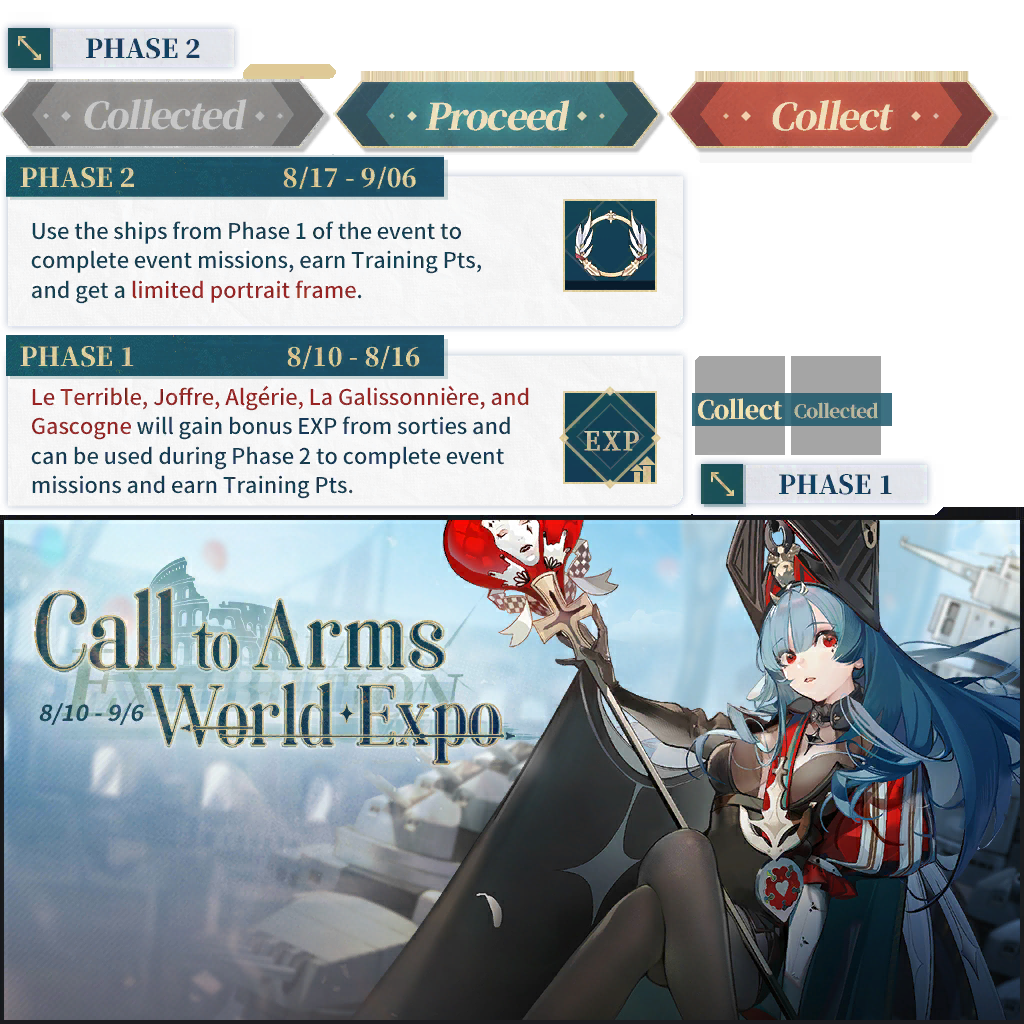 PHASE 2
Collected
Proceed
Collect
PHASE 2 8/17 - 9/06
Use the ships from Phase 1 of the event to
complete event missions, earn Training Pts,
and get a limited portrait frame.
PHASE 1 8/10 - 8/16
Le Terrible, Joffre, Algérie, La Galissonnière, and
Gascogne will gain bonus EXP from sorties and
can be used during Phase 2 to complete event
missions and earn Training Pts.
EXP
Collect
Collected
PHASE 1
Call to Arms
EXHIBITION
8/10 - 9/6
World Expo